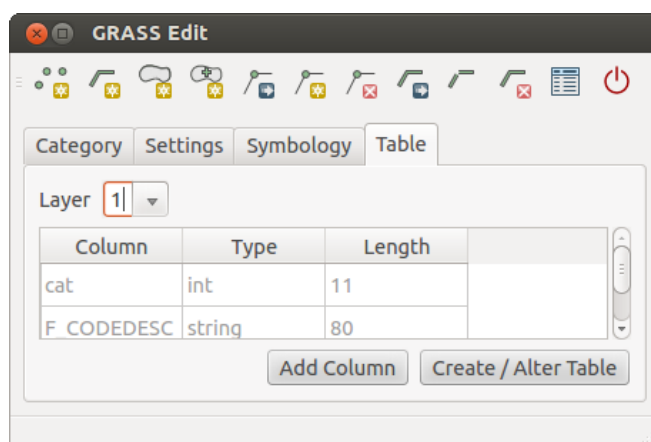 GRASS Edit
Category Settings Symbology Table
Layer 1
Column Type Length
cat int 11
F_CODEDESC string 80
Add Column Create / Alter Table